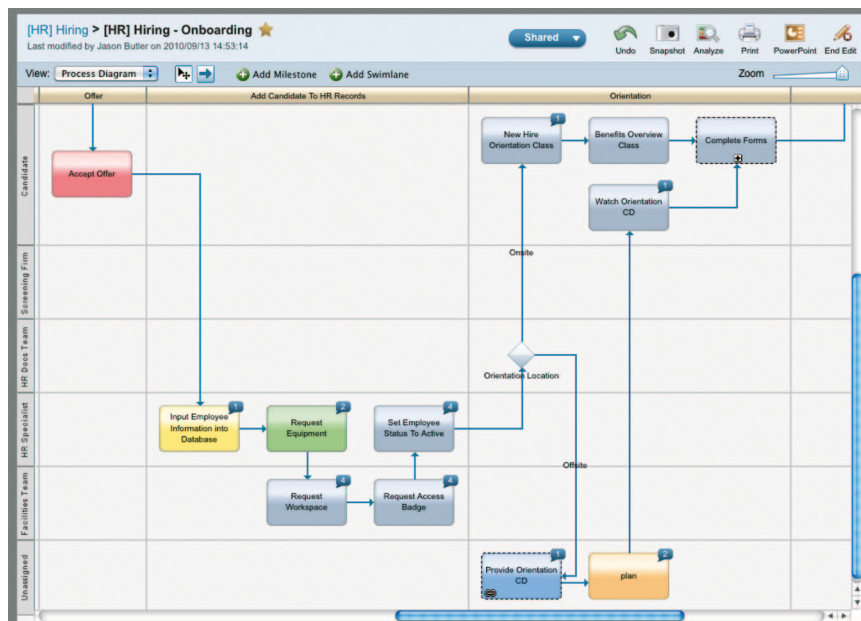 [HR] Hiring > [HR] Hiring - Onboarding
Last modified by Jason Butler on 2010/09/13 14:53:14
Shared
Undo
Snapshot
Analyze
Print
PowerPoint
End Edit
View:
Process Diagram
Add Milestone
Add Swimlane
Zoom
Offer
Add Candidate To HR Records
Orientation
Candidate
Accept Offer
1
New Hire
Orientation Class
Benefits Overview
Class
Complete Forms
1
Watch Orientation
CD
Onsite
Screening Firm
HR Docs Team
Orientation Location
HR Specialist
1
Input Employee
Information into
Database
2
Request
Equipment
4
Set Employee
Status To Active
Offsite
Facilities Team
4
Request
Workspace
4
Request Access
Badge
Unassigned
1
Provide Orientation
CD
2
plan